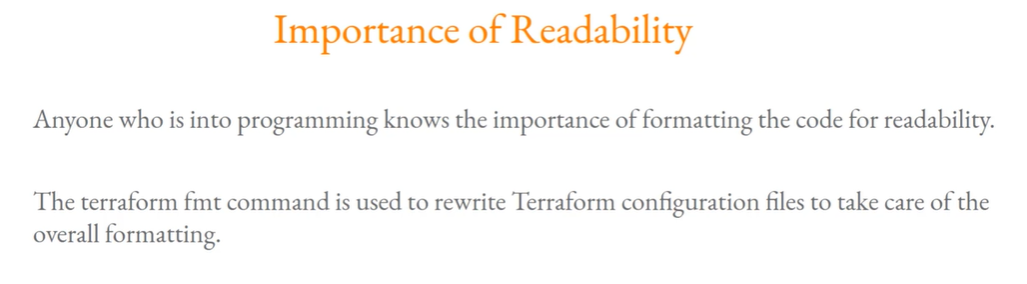 Importance of Readability
Anyone who is into programming knows the importance of formatting the code for readability.
The terraform fmt command is used to rewrite Terraform configuration files to take care of the
overall formatting.